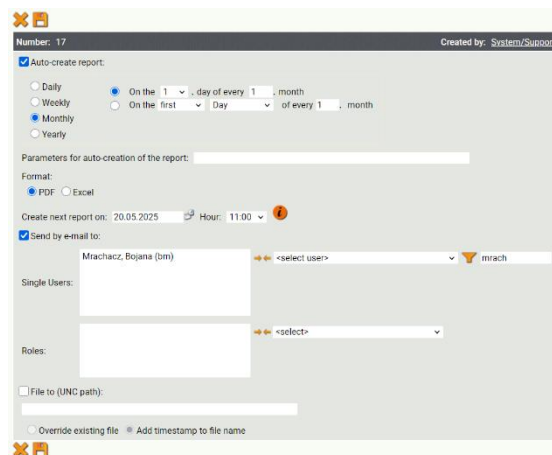 Number: 17 Created by: System/Suppor
Auto-create report:
Daily
Weekly
Monthly
Yearly
On the 1 . day of every 1 . month
On the first Day of every 1 . month
Parameters for auto-creation of the report:
Format:
PDF Excel
Create next report on: 20.05.2025 Hour: 11:00 i
Send by e-mail to:
Single Users: Mrachacz, Bojana (bm) <select user> mrach
Roles: <select>
File to (UNC path):
Override existing file Add timestamp to file name